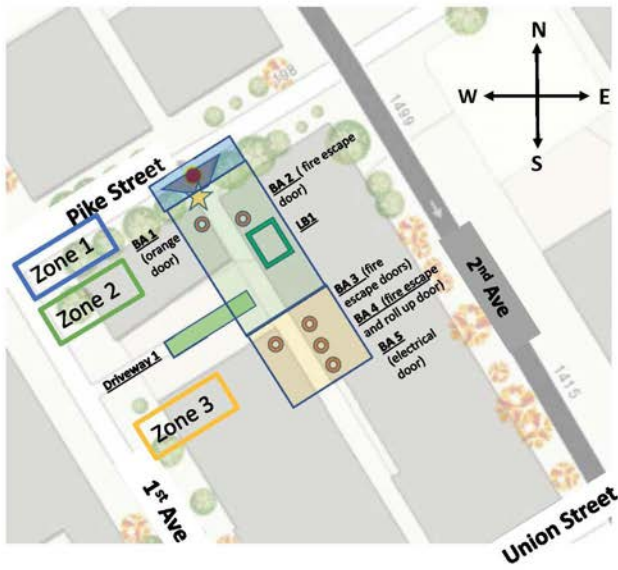 N
W E
S
198
1499
Pike Street
BA 2 (fire escape
door)
LB1
BA 1
(orange
door)
Zone 1
Zone 2
BA 3 (fire
escape doors)
BA 4 (fire escape
and roll up door)
BA 5
(electrical
door)
2nd Ave
Driveway 1
Zone 3
1415
1st Ave
Union Street